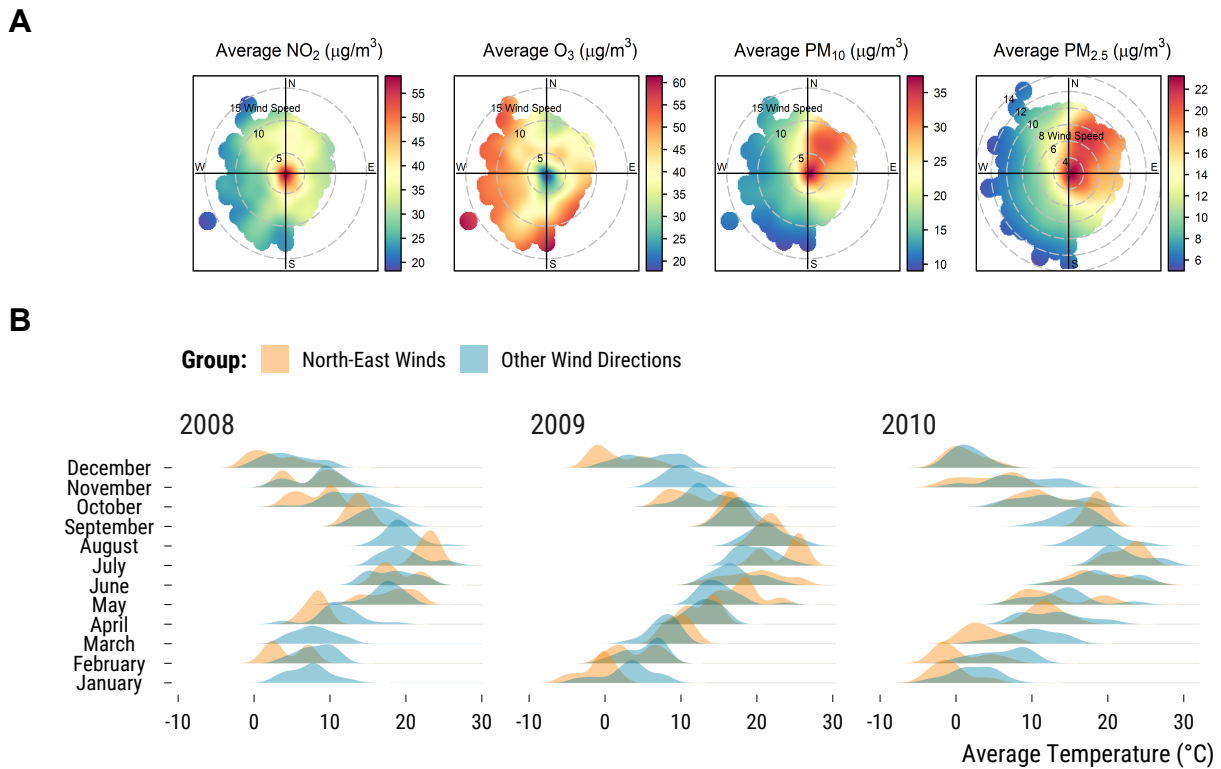 A
Average NO₂ (μg/m³)
N
15 Wind Speed
10
5
W
E
S
55
50
45
40
35
30
25
20
Average O₃ (μg/m³)
N
15 Wind Speed
10
5
W
E
S
60
55
50
45
40
35
30
25
20
Average PM₁₀ (μg/m³)
N
15 Wind Speed
10
5
W
E
S
35
30
25
20
15
10
Average PM₂.₅ (μg/m³)
N
14
12
10
8 Wind Speed
6
4
W
E
S
22
20
18
16
14
12
10
8
6
B
Group: North-East Winds Other Wind Directions
2008 2009 2010
December
November
October
September
August
July
June
May
April
March
February
January
-10 0 10 20 30 -10 0 10 20 30 -10 0 10 20 30
Average Temperature (°C)